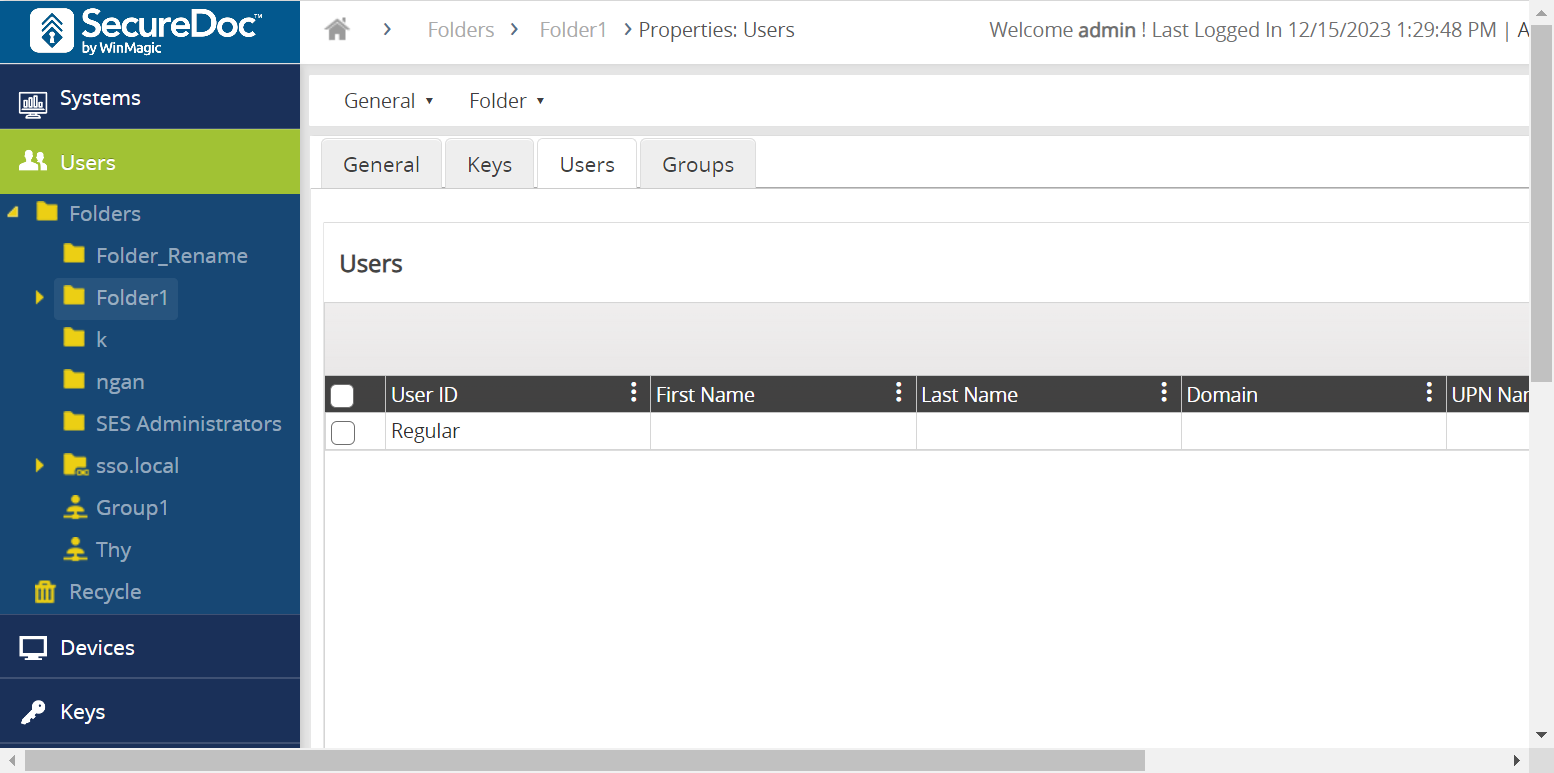 SecureDoc™
by WinMagic
Folders
Folder1
Properties: Users
Welcome admin ! Last Logged In 12/15/2023 1:29:48 PM | A
Systems
Users
Folders
Folder_Rename
Folder1
k
ngan
SES Administrators
sso.local
Group1
Thy
Recycle
Devices
Keys
General
Folder
General
Keys
Users
Groups
Users
User ID
First Name
Last Name
Domain
UPN Nar
Regular